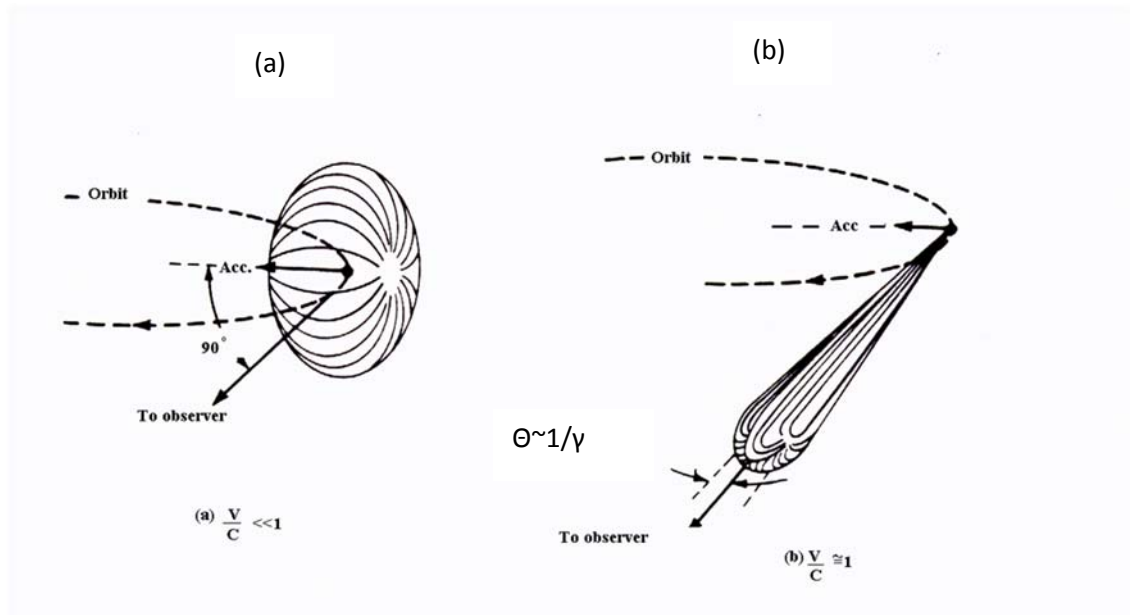 (a)
Orbit
Acc.
90°
To observer
(a) V/C <<1
(b)
Orbit
Acc
Θ~1/γ
To observer
(b) V/C ≅1